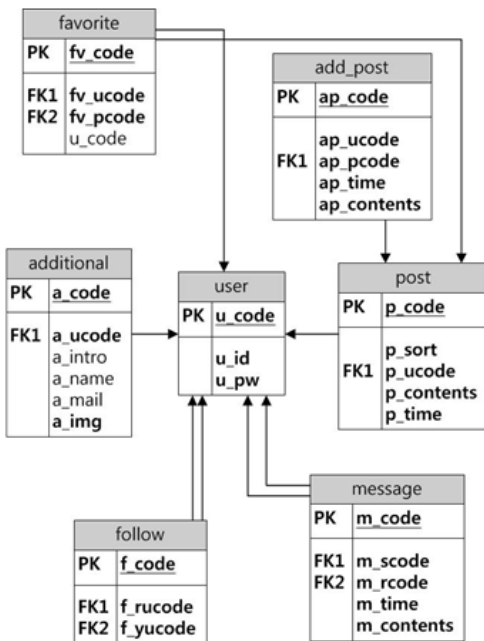 favorite
PK fv_code
FK1 fv_ucode
FK2 fv_pcode
u_code
add_post
PK ap_code
ap_ucode
FK1 ap_pcode
ap_time
ap_contents
additional
PK a_code
FK1 a_ucode
a_intro
a_name
a_mail
a_img
user
PK u_code
u_id
u_pw
post
PK p_code
p_sort
FK1 p_ucode
p_contents
p_time
follow
PK f_code
FK1 f_rucode
FK2 f_yucode
message
PK m_code
FK1 m_scode
FK2 m_rcode
m_time
m_contents